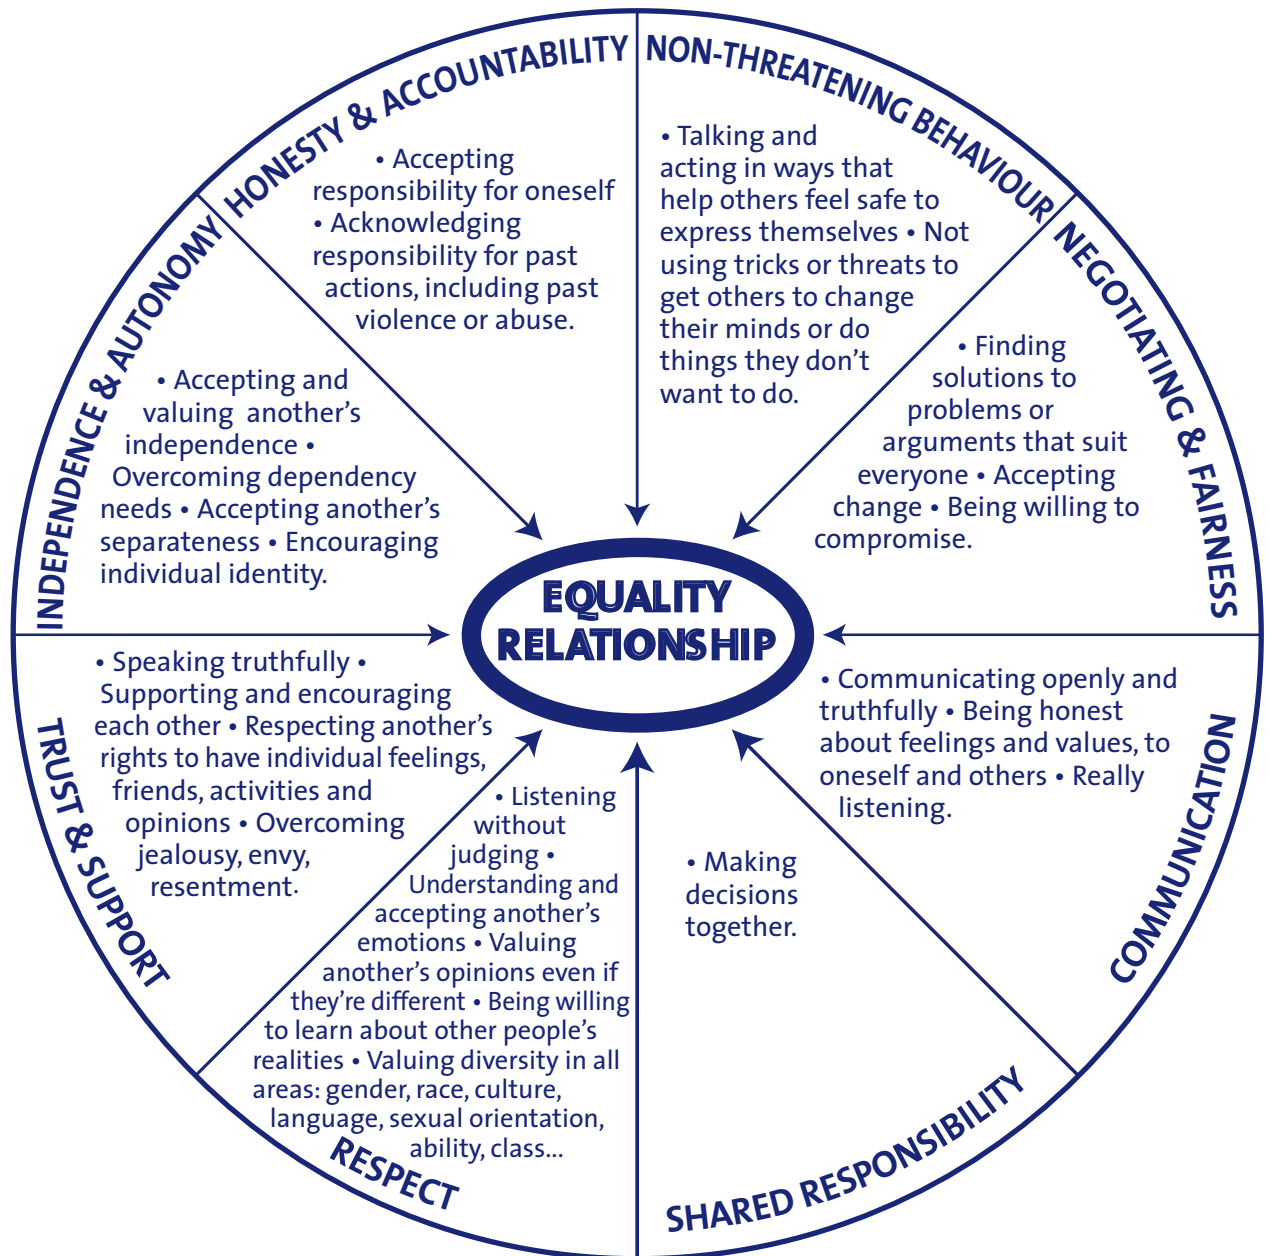 HONESTY & ACCOUNTABILITY
• Accepting
responsibility for oneself
• Acknowledging
responsibility for past
actions, including past
violence or abuse.
NON-THREATENING BEHAVIOUR
• Talking and
acting in ways that
help others feel safe to
express themselves • Not
using tricks or threats to
get others to change
their minds or do
things they don't
want to do.
NEGOTIATING & FAIRNESS
• Finding
solutions to
problems or
arguments that suit
everyone • Accepting
change • Being willing to
compromise.
INDEPENDENCE & AUTONOMY
• Accepting and
valuing another's
independence •
Overcoming dependency
needs • Accepting another's
separateness • Encouraging
individual identity.
EQUALITY
RELATIONSHIP
TRUST & SUPPORT
• Speaking truthfully •
Supporting and encouraging
each other • Respecting another's
rights to have individual feelings,
friends, activities and
opinions • Overcoming
jealousy, envy,
resentment.
COMMUNICATION
• Communicating openly and
truthfully • Being honest
about feelings and values, to
oneself and others • Really
listening.
RESPECT
• Listening
without
judging •
Understanding and
accepting another's
emotions • Valuing
another's opinions even if
they're different • Being willing
to learn about other people's
realities • Valuing diversity in all
areas: gender, race, culture,
language, sexual orientation,
ability, class...
SHARED RESPONSIBILITY
• Making
decisions
together.